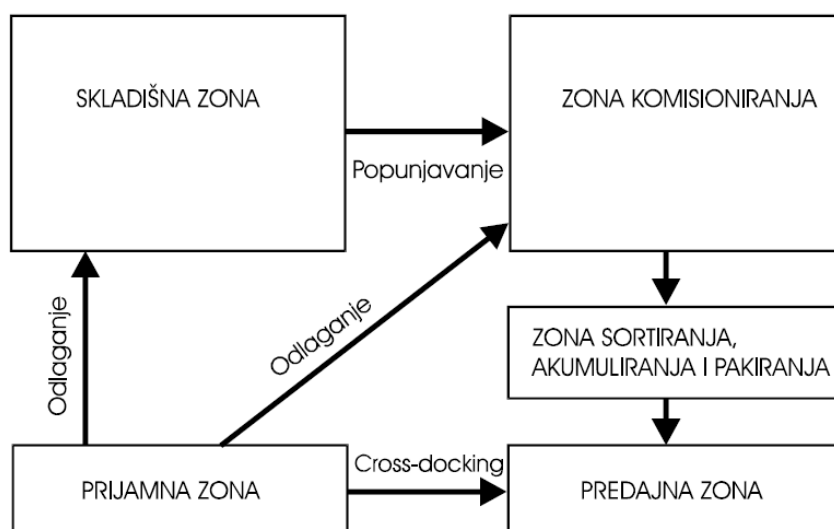 SKLADIŠNA ZONA
ZONA KOMISIONIRANJA
Popunjavanje
Odlaganje
Odlaganje
ZONA SORTIRANJA,
AKUMULIRANJA I PAKIRANJA
PRIJAMNA ZONA
Cross-docking
PREDAJNA ZONA